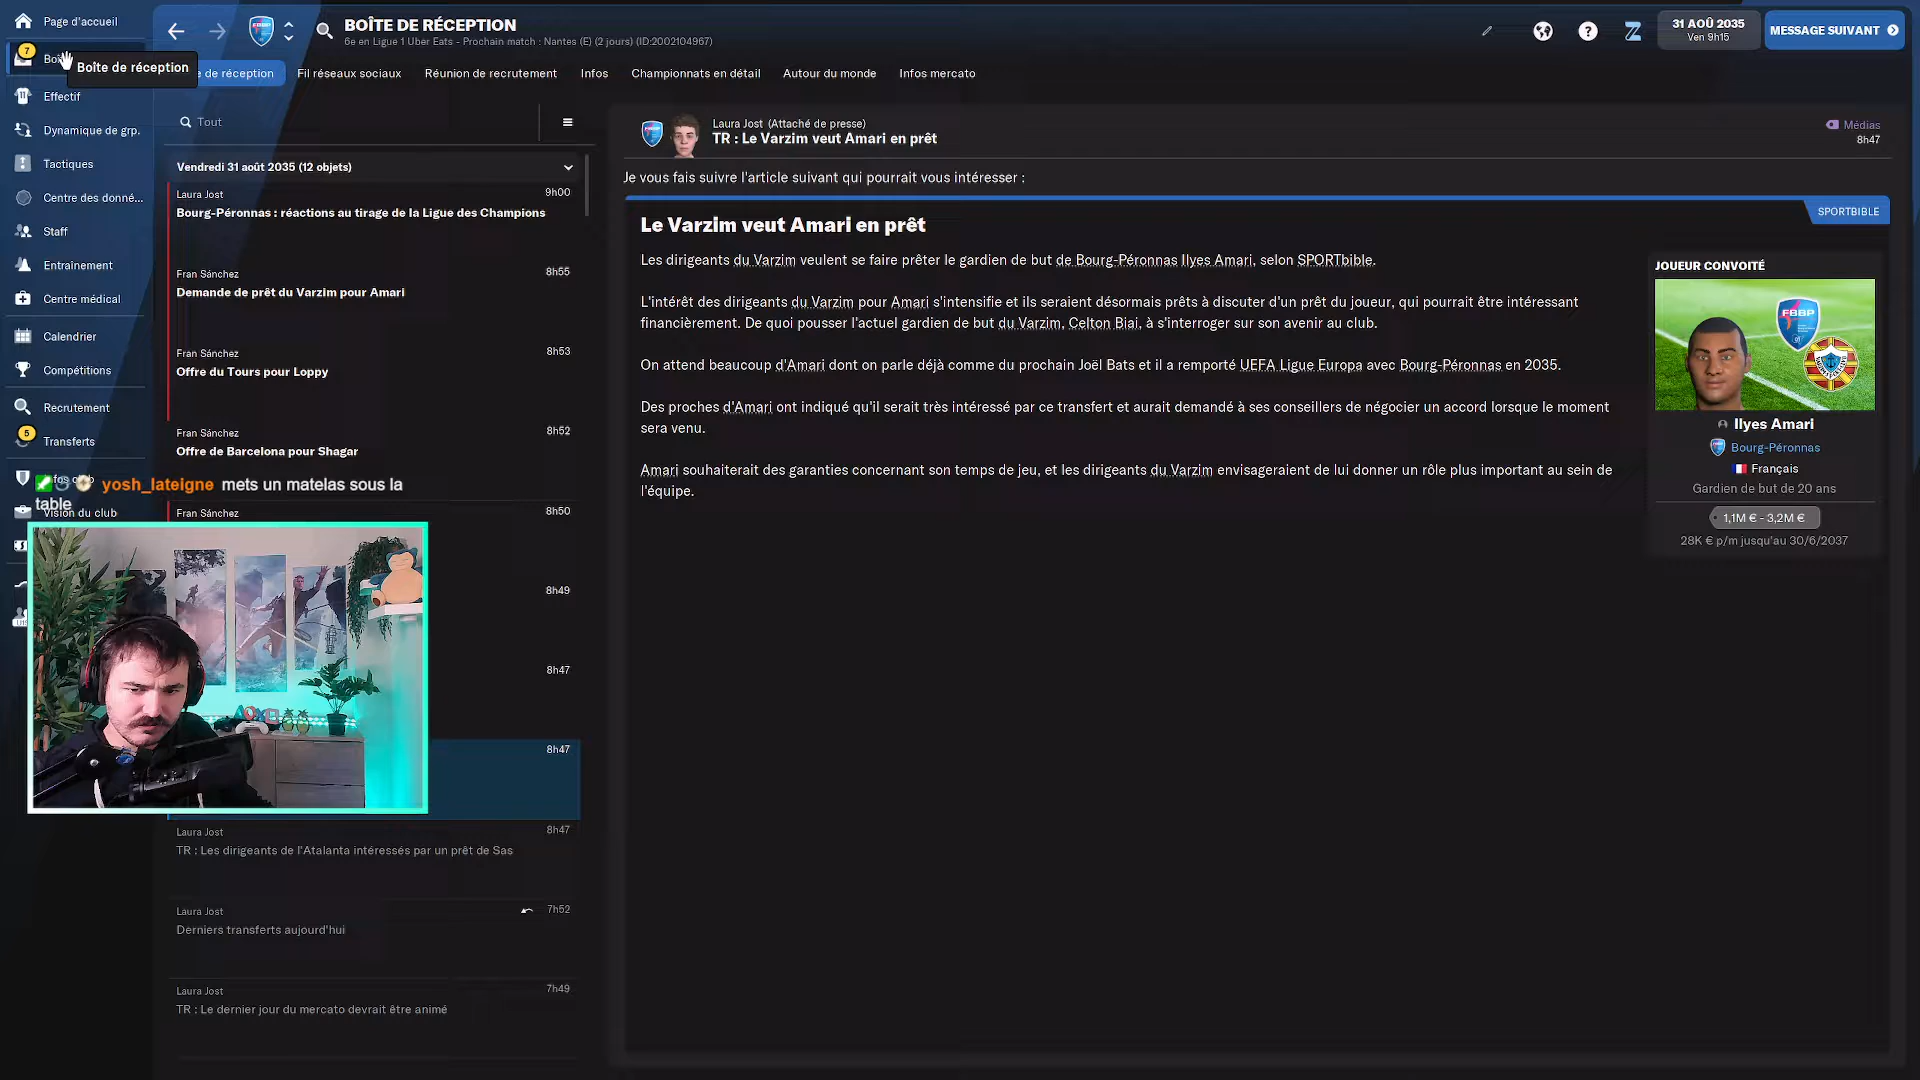 Page d'accueil
7
Boî
Boîte de réception
Effectif
Dynamique de grp.
Tactiques
Centre des donné...
Staff
Entraînement
Centre médical
Calendrier
Compétitions
Recrutement
5
Transferts
Vision du club
BOÎTE DE RÉCEPTION
6e en Ligue 1 Uber Eats - Prochain match : Nantes (E) (2 jours) (ID:2002104967)
31 AOÛ 2035
Ven 9h15
MESSAGE SUIVANT
e de réception
Fil réseaux sociaux
Réunion de recrutement
Infos
Championnats en détail
Autour du monde
Infos mercato
Tout
Vendredi 31 août 2035 (12 objets)
Laura Jost
9h00
Bourg-Péronnas : réactions au tirage de la Ligue des Champions
Fran Sánchez
8h55
Demande de prêt du Varzim pour Amari
Fran Sánchez
8h53
Offre du Tours pour Loppy
Fran Sánchez
8h52
Offre de Barcelona pour Shagar
yosh_lateigne mets un matelas sous la
table
Fran Sánchez
8h50
8h49
8h47
8h47
Laura Jost
8h47
TR : Les dirigeants de l'Atalanta intéressés par un prêt de Sas
Laura Jost
7h52
Derniers transferts aujourd'hui
Laura Jost
7h49
TR : Le dernier jour du mercato devrait être animé
Laura Jost (Attaché de presse)
TR : Le Varzim veut Amari en prêt
Médias
8h47
Je vous fais suivre l'article suivant qui pourrait vous intéresser :
SPORTBIBLE
Le Varzim veut Amari en prêt
Les dirigeants du Varzim veulent se faire prêter le gardien de but de Bourg-Péronnas Ilyes Amari, selon SPORTbible.
L'intérêt des dirigeants du Varzim pour Amari s'intensifie et ils seraient désormais prêts à discuter d'un prêt du joueur, qui pourrait être intéressant
financièrement. De quoi pousser l'actuel gardien de but du Varzim, Celton Biai, à s'interroger sur son avenir au club.
On attend beaucoup d'Amari dont on parle déjà comme du prochain Joël Bats et il a remporté UEFA Ligue Europa avec Bourg-Péronnas en 2035.
Des proches d'Amari ont indiqué qu'il serait très intéressé par ce transfert et aurait demandé à ses conseillers de négocier un accord lorsque le moment
sera venu.
Amari souhaiterait des garanties concernant son temps de jeu, et les dirigeants du Varzim envisageraient de lui donner un rôle plus important au sein de
l'équipe.
JOUEUR CONVOITÉ
FBBP
Ilyes Amari
Bourg-Péronnas
Français
Gardien de but de 20 ans
1,1M € - 3,2M €
28K € p/m jusqu'au 30/6/2037